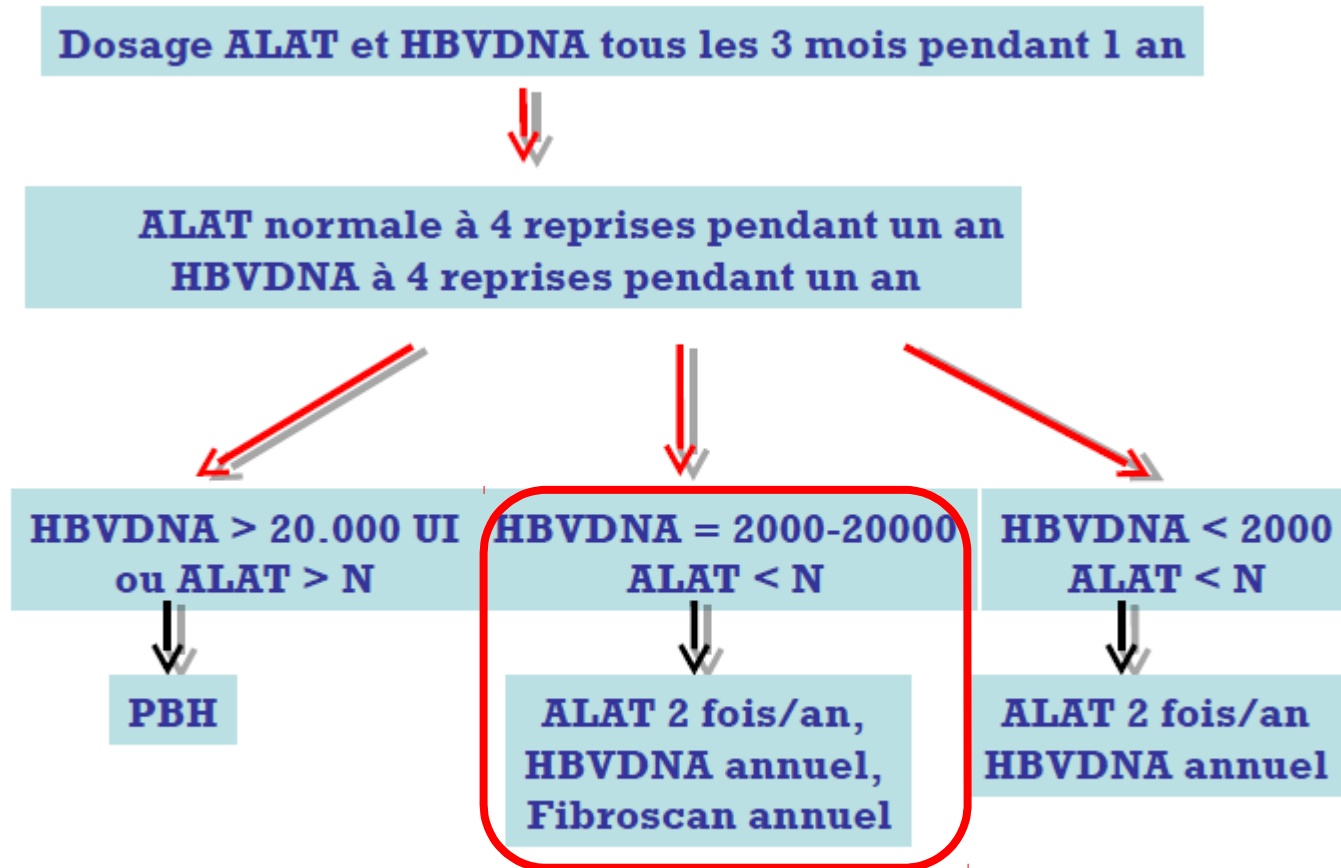 Dosage ALAT et HBVDNA tous les 3 mois pendant 1 an
ALAT normale à 4 reprises pendant un an
HBVDNA à 4 reprises pendant un an
HBVDNA > 20.000 UI
ou ALAT > N
PBH
HBVDNA = 2000-20000
ALAT < N
ALAT 2 fois/an,
HBVDNA annuel,
Fibroscan annuel
HBVDNA < 2000
ALAT < N
ALAT 2 fois/an
HBVDNA annuel